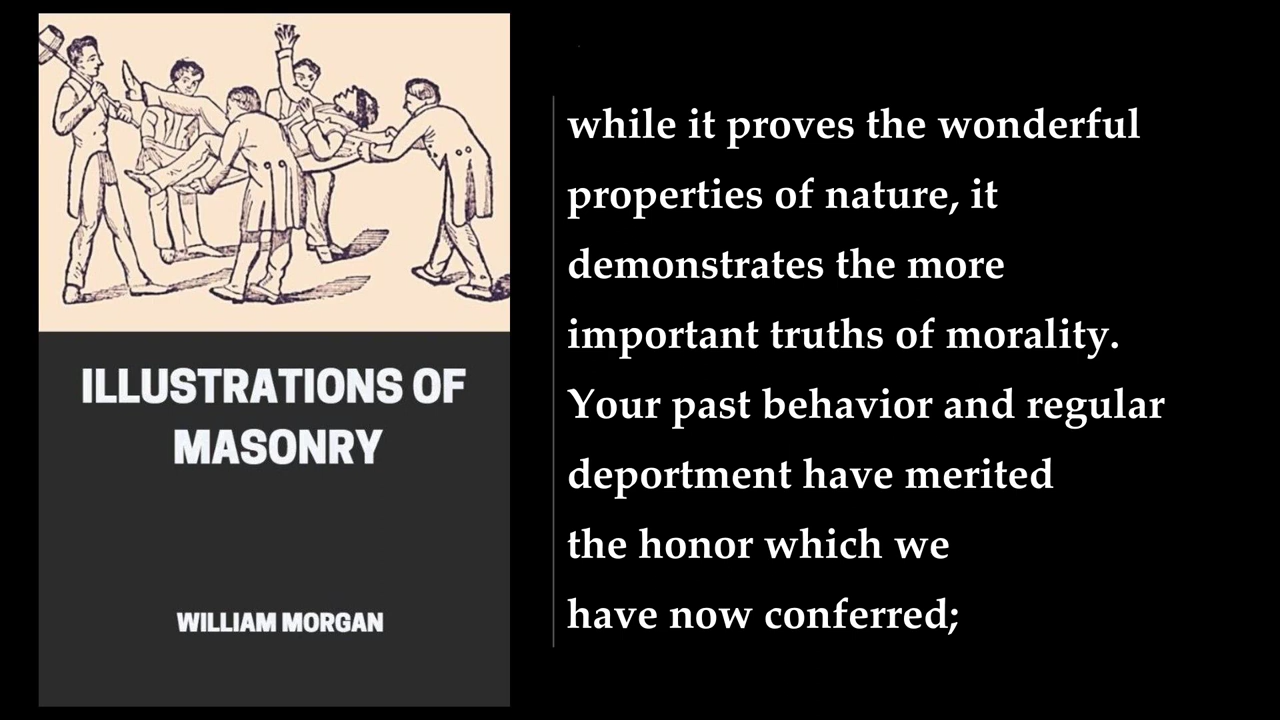 ILLUSTRATIONS OF
MASONRY
WILLIAM MORGAN
while it proves the wonderful
properties of nature, it
demonstrates the more
important truths of morality.
Your past behavior and regular
deportment have merited
the honor which we
have now conferred;